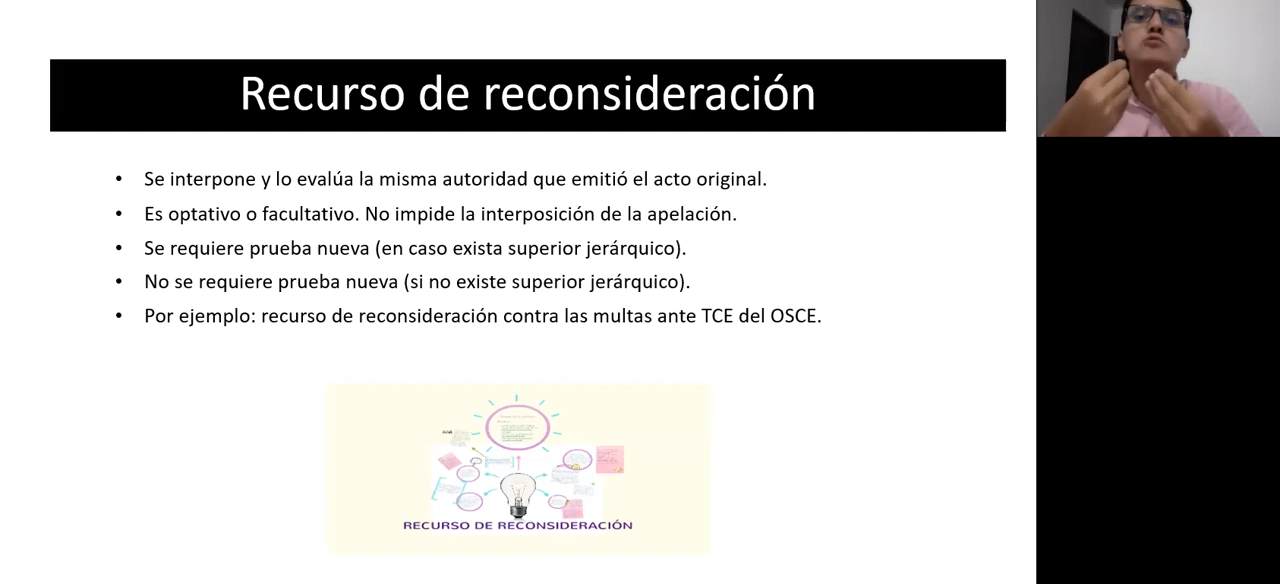 Recurso de reconsideración
• Se interpone y lo evalúa la misma autoridad que emitió el acto original.
• Es optativo o facultativo. No impide la interposición de la apelación.
• Se requiere prueba nueva (en caso exista superior jerárquico).
• No se requiere prueba nueva (si no existe superior jerárquico).
• Por ejemplo: recurso de reconsideración contra las multas ante TCE del OSCE.
RECURSO DE RECONSIDERACIÓN